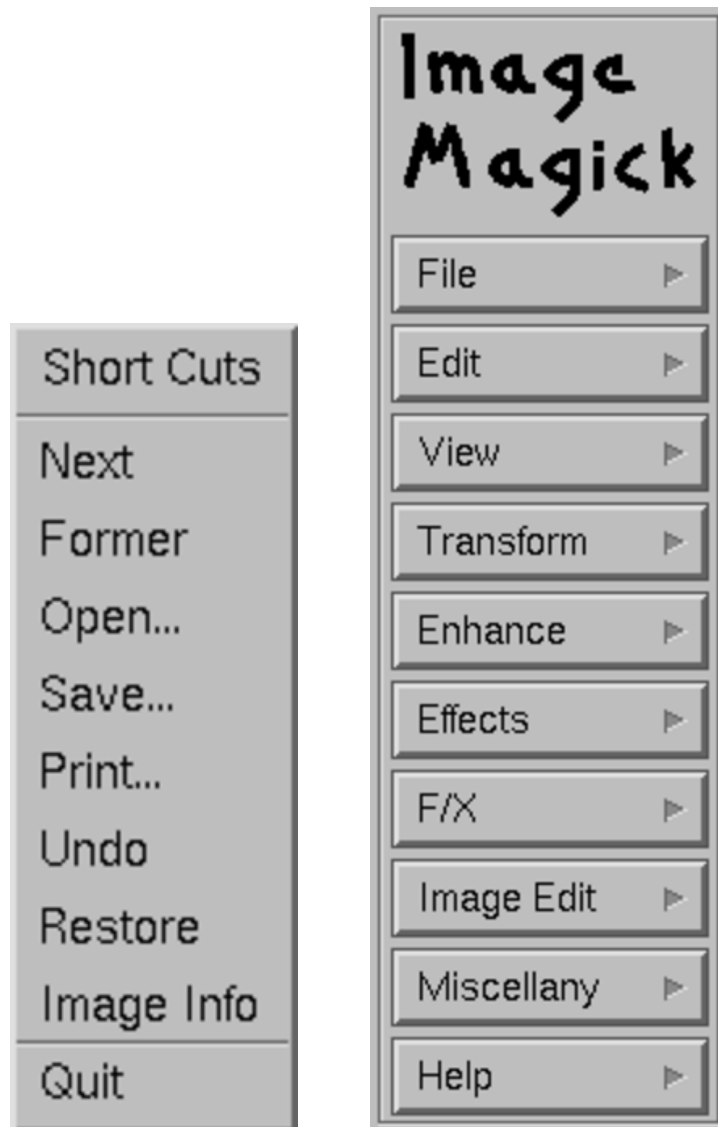 Short Cuts
Next
Former
Open...
Save...
Print...
Undo
Restore
Image Info
Quit
Image
Magick
File
Edit
View
Transform
Enhance
Effects
F/X
Image Edit
Miscellany
Help